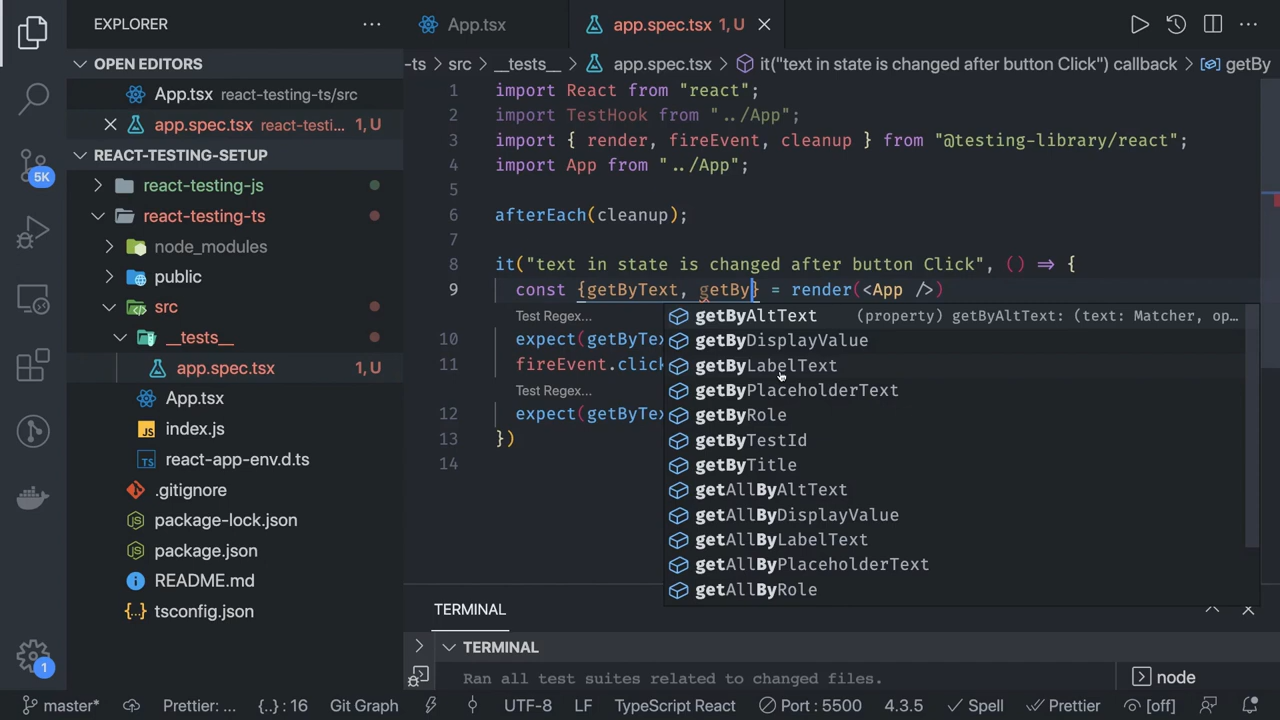 EXPLORER
OPEN EDITORS
App.tsx react-testing-ts/src
app.spec.tsx react-testi... 1, U
REACT-TESTING-SETUP
react-testing-js
react-testing-ts
node_modules
public
src
__tests__
app.spec.tsx 1, U
App.tsx
index.js
react-app-env.d.ts
.gitignore
package-lock.json
package.json
README.md
tsconfig.json
5K
1
App.tsx
app.spec.tsx 1, U
-ts > src > __tests__ > app.spec.tsx > it("text in state is changed after button Click") callback > getBy
1 import React from "react";
2 import TestHook from "../App";
3 import { render, fireEvent, cleanup } from "@testing-library/react";
4 import App from "../App";
5
6 afterEach(cleanup);
7
8 it("text in state is changed after button Click", () => {
9 const {getByText, getBy} = render(<App />)
Test Regex...
10 expect(getByTex
11 fireEvent.click
Test Regex...
12 expect(getByTex
13 })
14
getByAltText (property) getByAltText: (text: Matcher, op...
getByDisplayValue
getByLabelText
getByPlaceholderText
getByRole
getByTestId
getByTitle
getAllByAltText
getAllByDisplayValue
getAllByLabelText
getAllByPlaceholderText
getAllByRole
TERMINAL
TERMINAL
Ran all test suites related to changed files.
node
master* Prettier: ... {..} : 16 Git Graph UTF-8 LF TypeScript React Port : 5500 4.3.5 Spell Prettier [off]